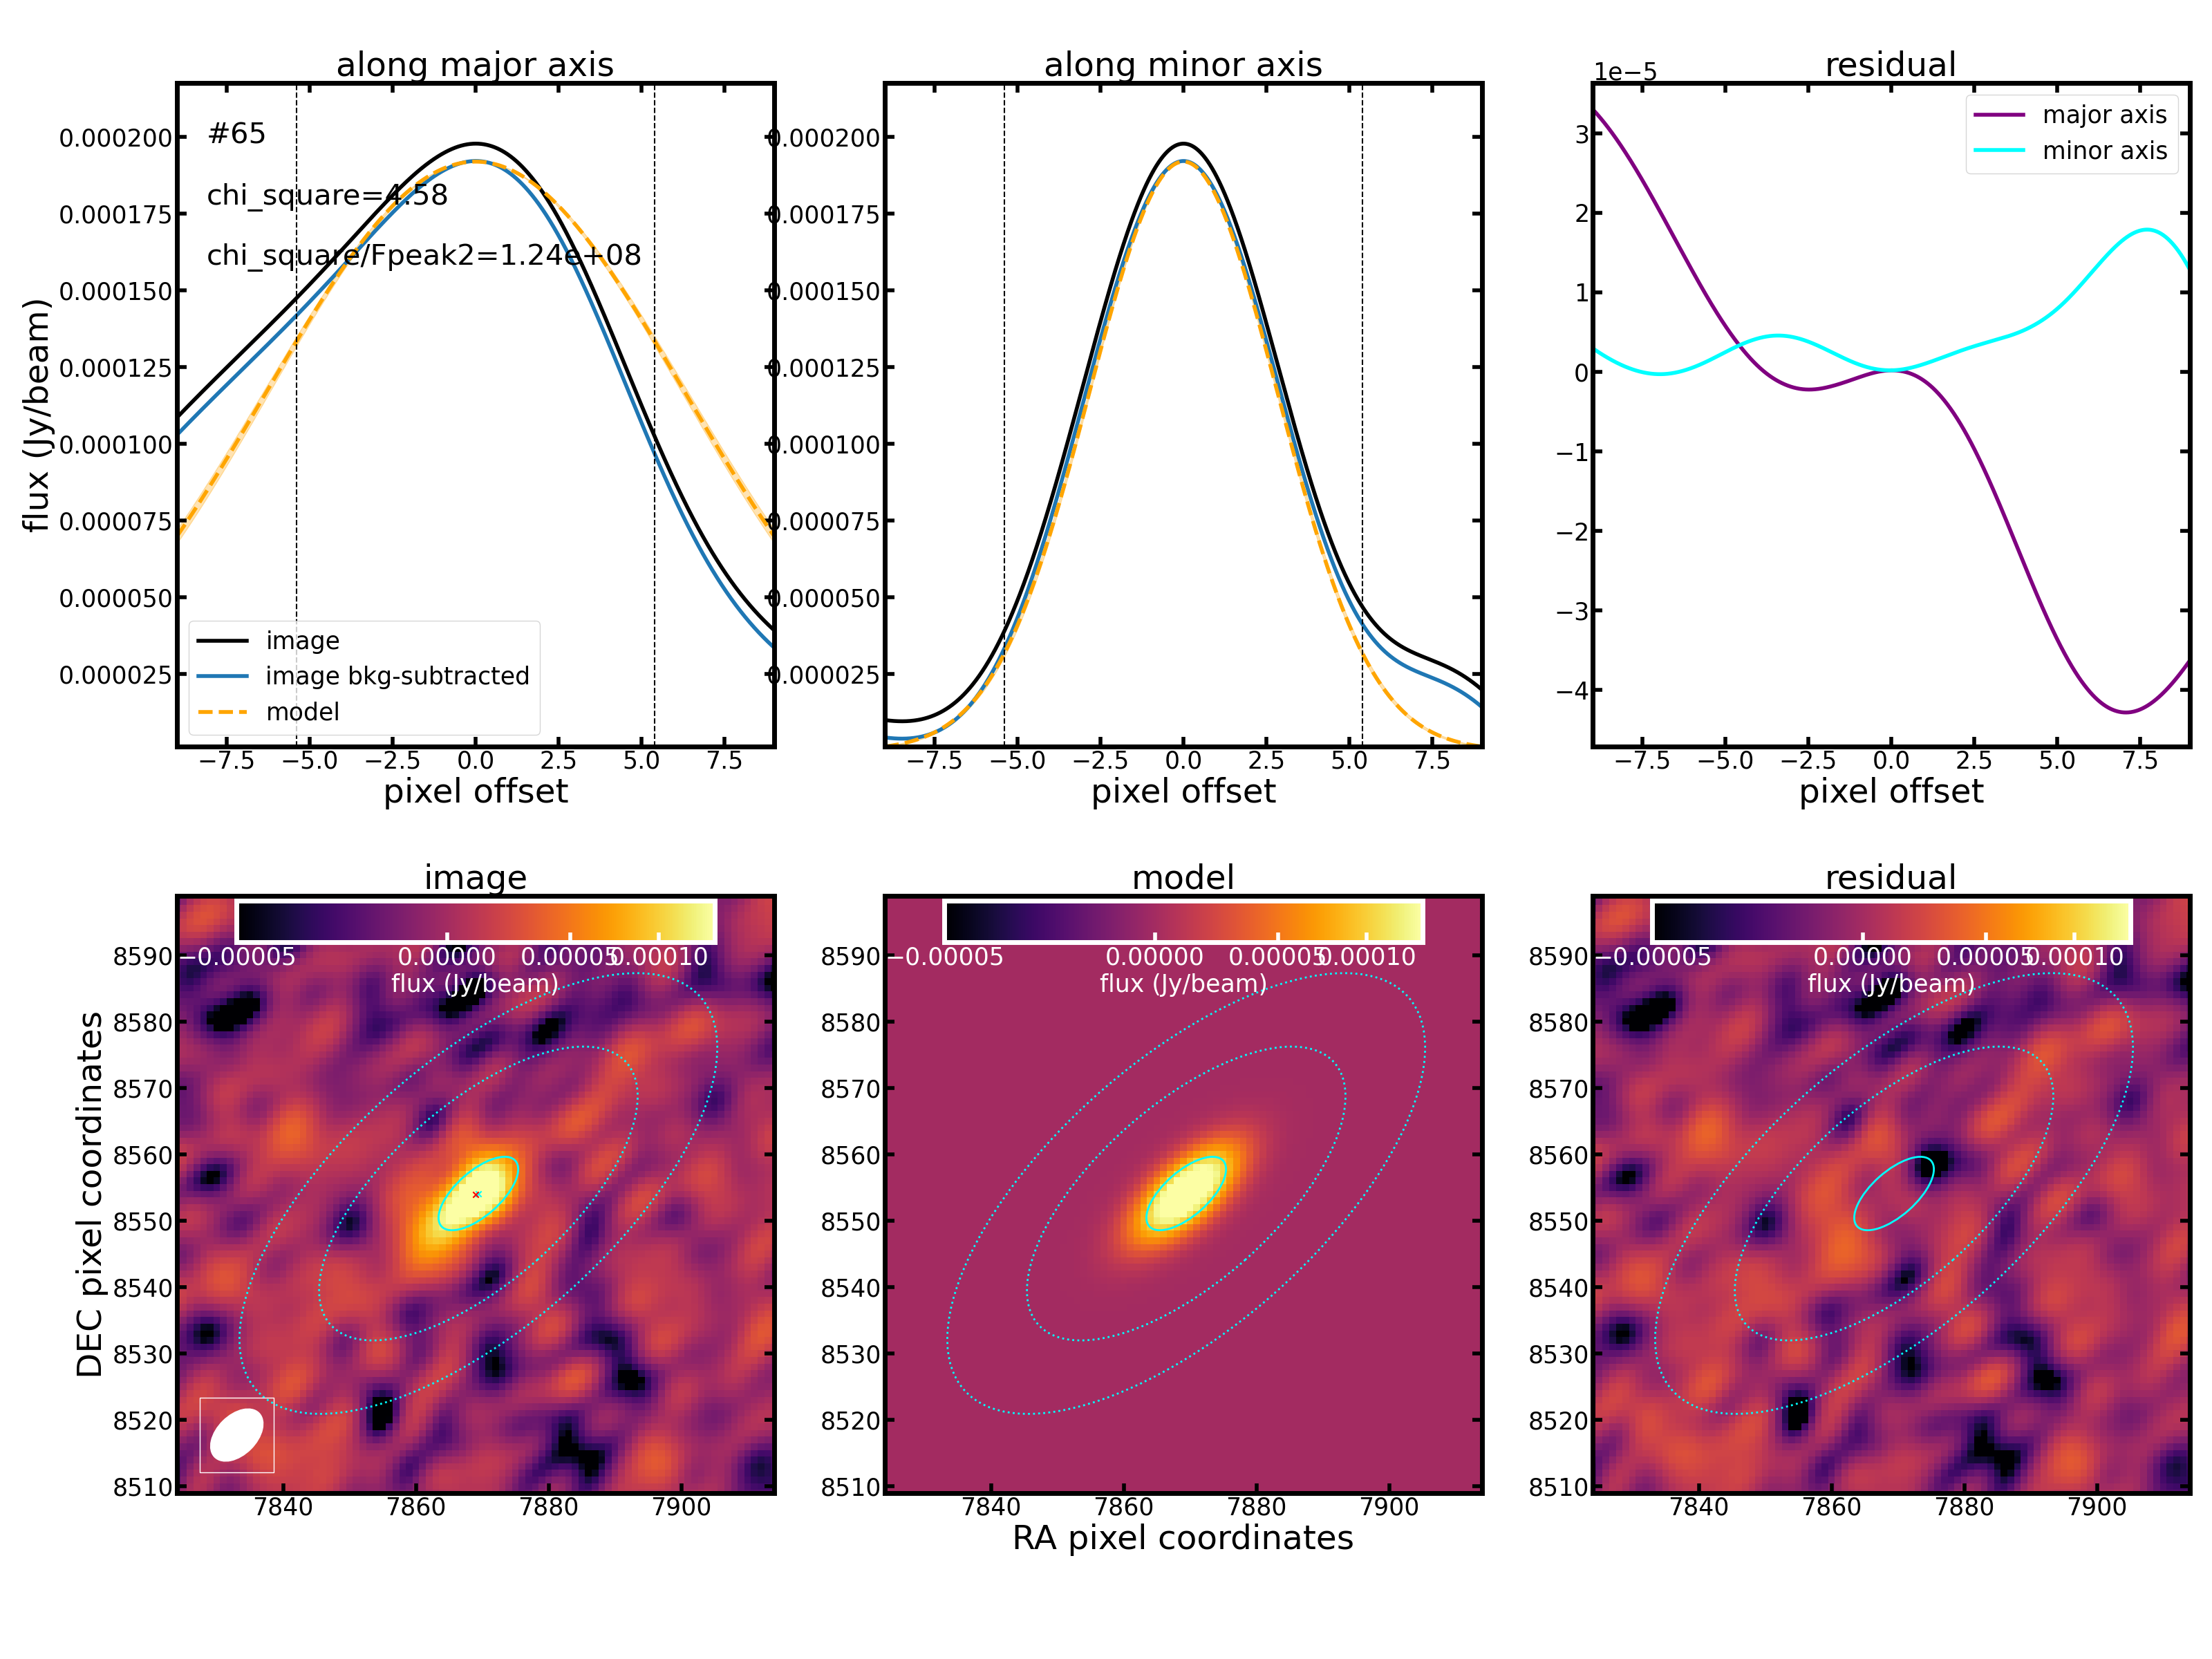 along major axis
along minor axis
residual
1e−5
#65
chi_square=4.58
chi_square/Fpeak2=1.24e+08
flux (Jy/beam)
0.000200
0.000175
0.000150
0.000125
0.000100
0.000075
0.000050
0.000025
image
image bkg-subtracted
model
−7.5 −5.0 −2.5 0.0 2.5 5.0 7.5
pixel offset
0.000200
0.000175
0.000150
0.000125
0.000100
0.000075
0.000050
0.000025
−7.5 −5.0 −2.5 0.0 2.5 5.0 7.5
pixel offset
major axis
minor axis
3
2
1
0
−1
−2
−3
−4
−7.5 −5.0 −2.5 0.0 2.5 5.0 7.5
pixel offset
image
model
residual
−0.00005 0.00000 0.00005 0.00010
flux (Jy/beam)
DEC pixel coordinates
8590
8580
8570
8560
8550
8540
8530
8520
8510
7840 7860 7880 7900
−0.00005 0.00000 0.00005 0.00010
flux (Jy/beam)
8590
8580
8570
8560
8550
8540
8530
8520
8510
7840 7860 7880 7900
RA pixel coordinates
−0.00005 0.00000 0.00005 0.00010
flux (Jy/beam)
8590
8580
8570
8560
8550
8540
8530
8520
8510
7840 7860 7880 7900